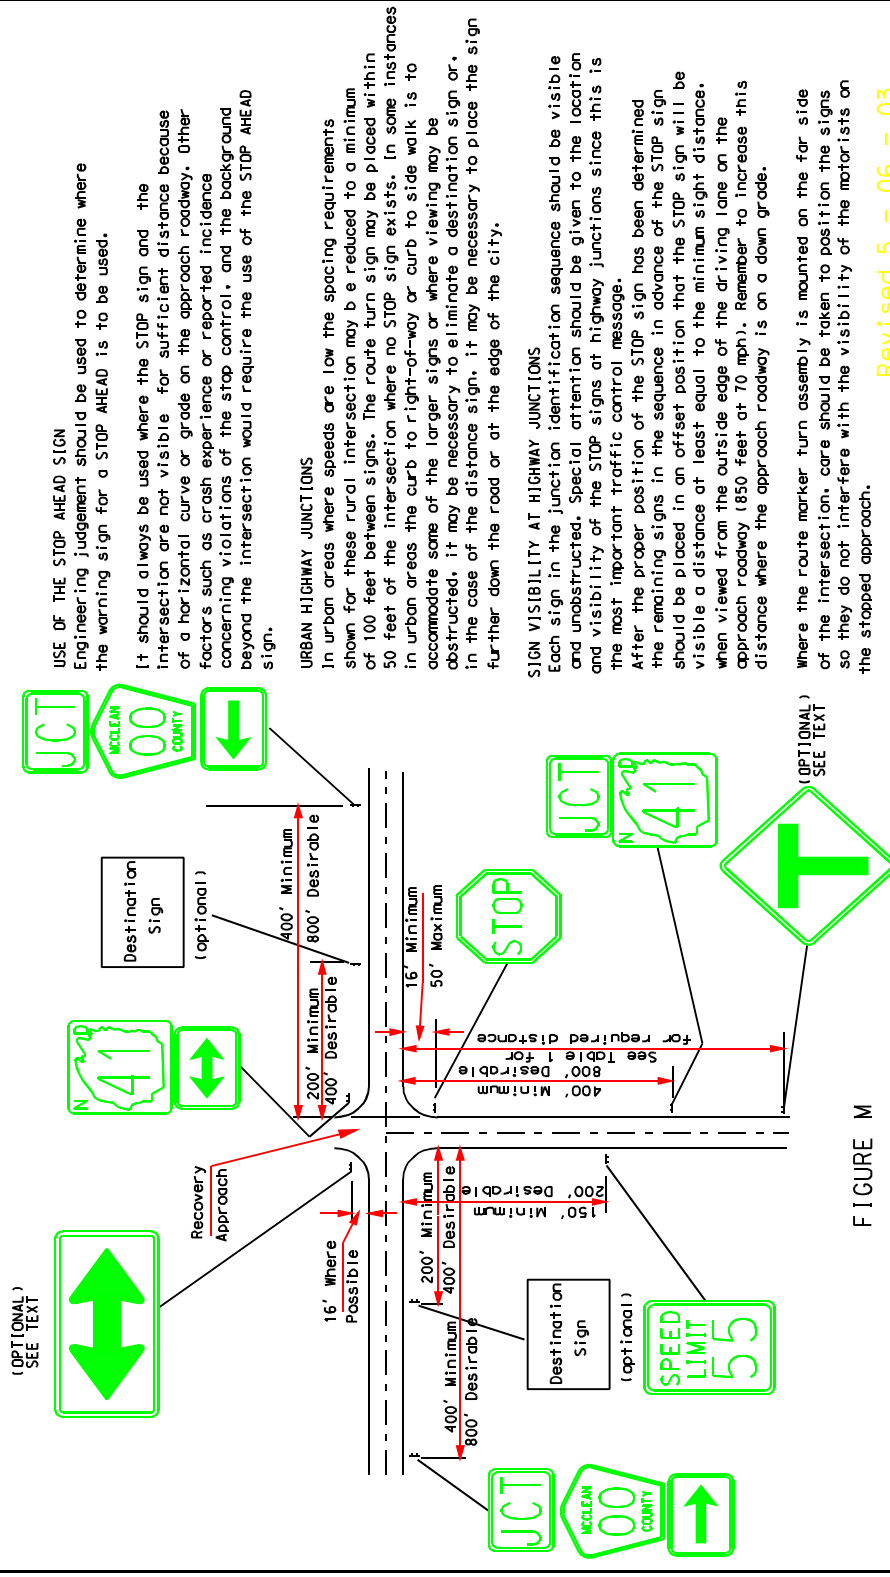 (OPTIONAL)
SEE TEXT
Recovery
Approach
N
D
41
Destination
Sign
(optional)
JCT
MCCLEAN
00
COUNTY
16' Where
Possible
200' Minimum
400' Desirable
400' Minimum
800' Desirable
JCT
MCCLEAN
00
COUNTY
400' Minimum
800' Desirable
200' Minimum
400' Desirable
Destination
Sign
(optional)
SPEED
LIMIT
55
150' Minimum
200' Desirable
400' Minimum
800' Desirable
See Table 1 for
for required distance
16' Minimum
50' Maximum
STOP
JCT
N
D
41
(OPTIONAL)
SEE TEXT
FIGURE M
USE OF THE STOP AHEAD SIGN
Engineering judgement should be used to determine where
the warning sign for a STOP AHEAD is to be used.
It should always be used where the STOP sign and the
intersection are not visible for sufficient distance because
of a horizontal curve or grade on the approach roadway. Other
factors such as crash experience or reported incidence
concerning violations of the stop control, and the background
beyond the intersection would require the use of the STOP AHEAD
sign.
URBAN HIGHWAY JUNCTIONS
In urban areas where speeds are low the spacing requirements
shown for these rural intersection may b e reduced to a minimum
of 100 feet between signs. The route turn sign may be placed within
50 feet of the intersection where no STOP sign exists. In some instances
in urban areas the curb to right-of-way or curb to side walk is to
accommodate some of the larger signs or where viewing may be
obstructed, it may be necessary to eliminate a destination sign or,
in the case of the distance sign, it may be necessary to place the sign
further down the road or at the edge of the city.
SIGN VISIBILITY AT HIGHWAY JUNCTIONS
Each sign in the junction identification sequence should be visible
and unobstructed. Special attention should be given to the location
and visibility of the STOP signs at highway junctions since this is
the most important traffic control message.
After the proper position of the STOP sign has been determined
the remaining signs in the sequence in advance of the STOP sign
should be placed in an offset position that the STOP sign will be
visible a distance at least equal to the minimum sight distance,
when viewed from the outside edge of the driving lane on the
approach roadway (850 feet at 70 mph). Remember to increase this
distance where the approach roadway is on a down grade.
Where the route marker turn assembly is mounted on the far side
of the intersection, care should be taken to position the signs
so they do not interfere with the visibility of the motorists on
the stopped approach.
Revised 5 - 06 - 03